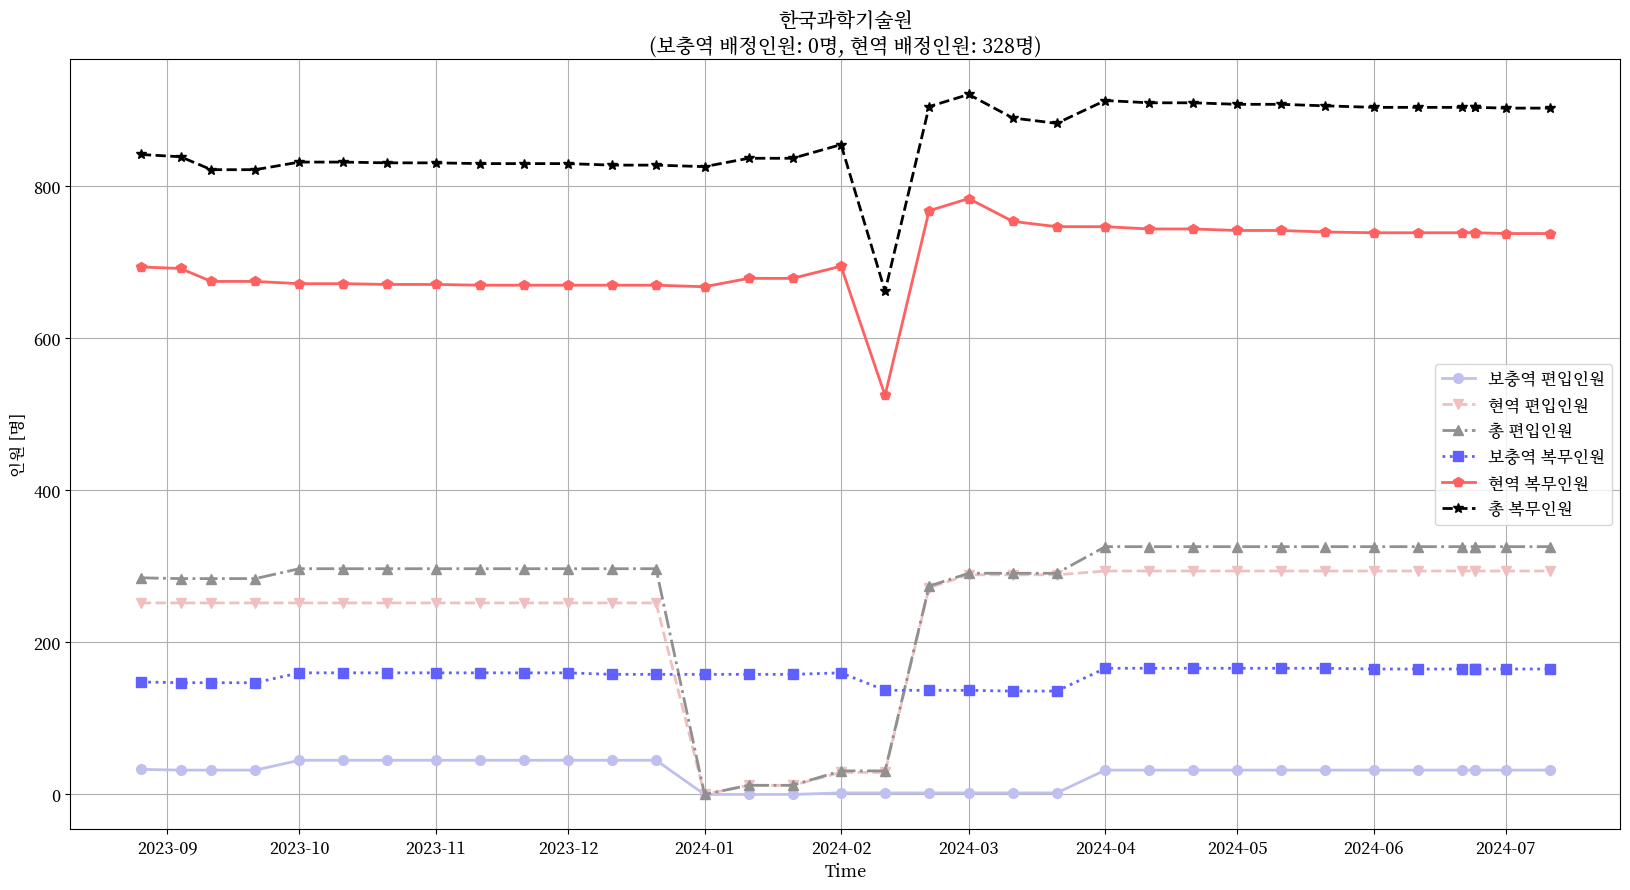 한국과학기술원
(보충역 배정인원: 0명, 현역 배정인원: 328명)
인원 [명]
800
600
400
200
0
보충역 편입인원
현역 편입인원
총 편입인원
보충역 복무인원
현역 복무인원
총 복무인원
2023-09 2023-10 2023-11 2023-12 2024-01 2024-02 2024-03 2024-04 2024-05 2024-06 2024-07
Time